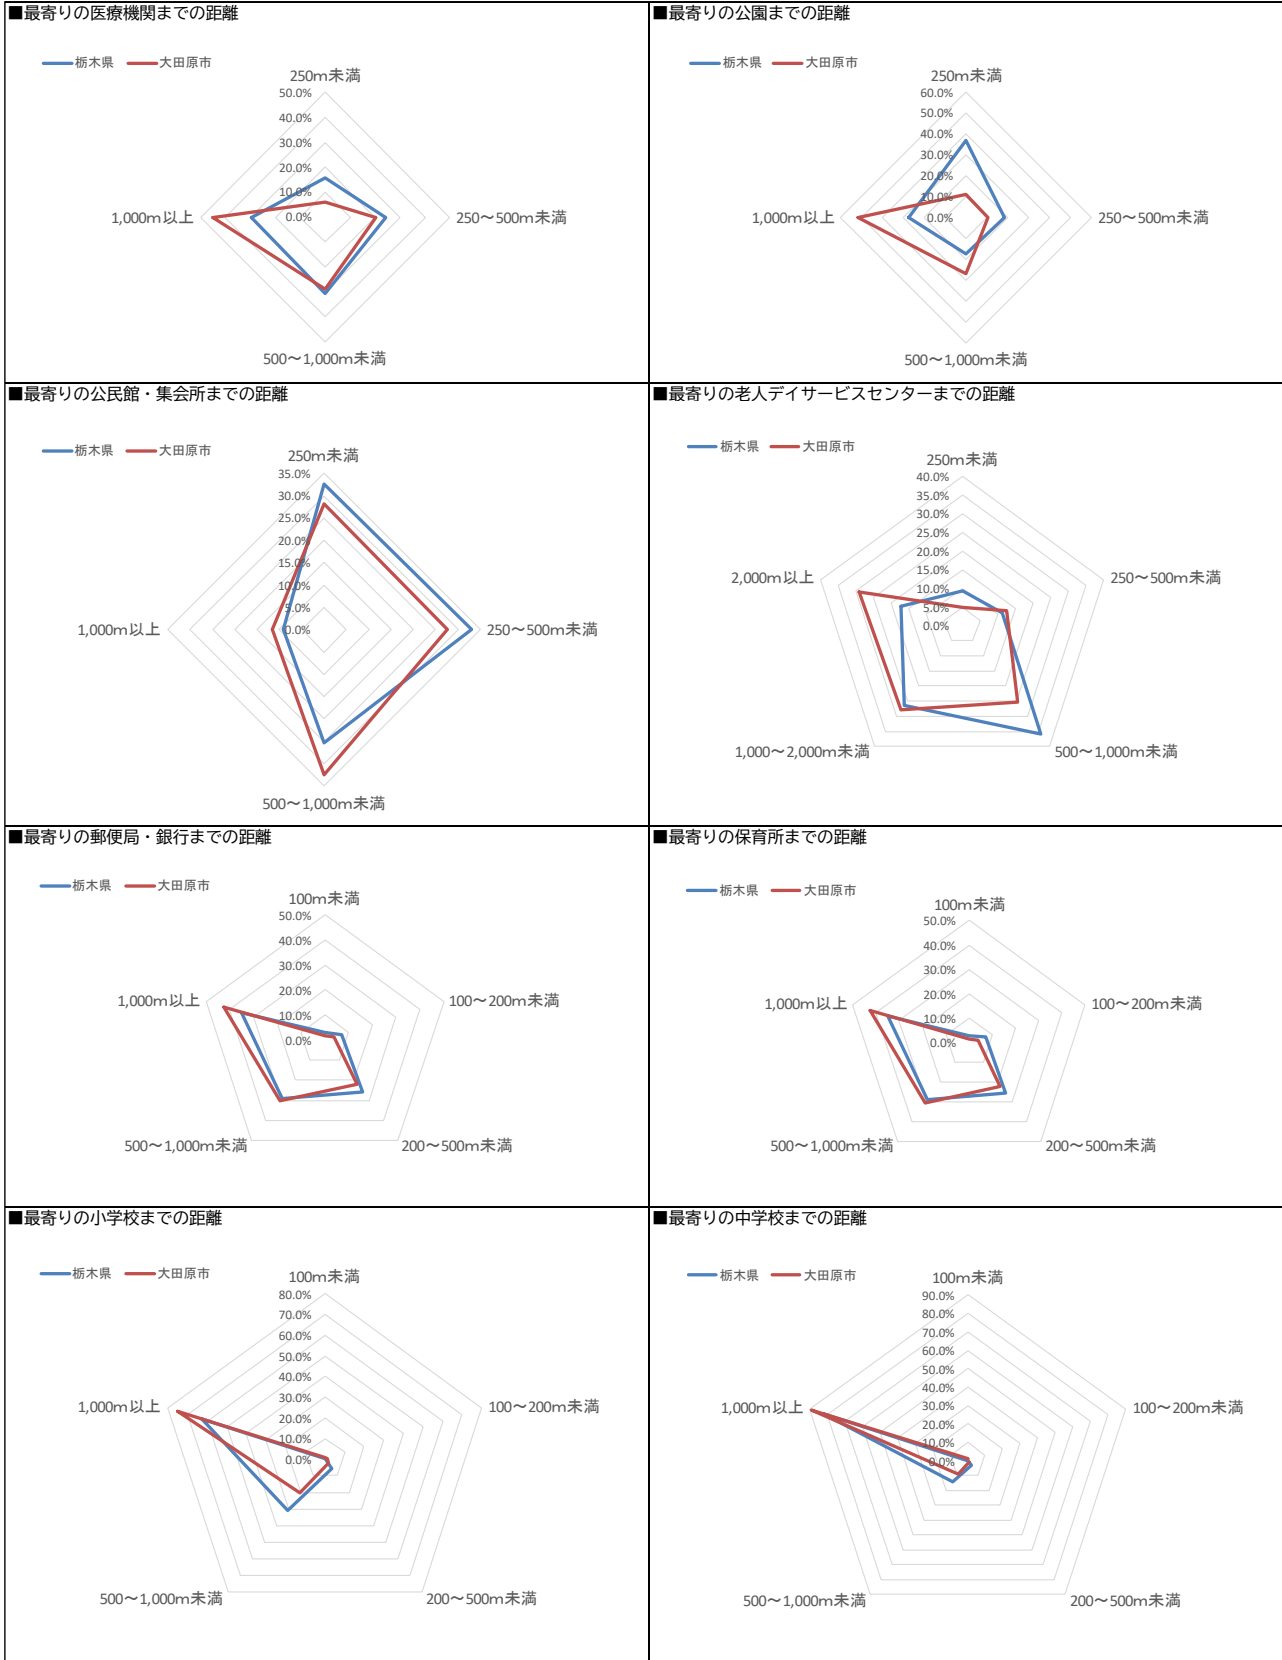 ■最寄りの医療機関までの距離
栃木県 大田原市
250m未満
50.0%
40.0%
30.0%
20.0%
10.0%
0.0%
250～500m未満
500～1,000m未満
1,000m以上
■最寄りの公園までの距離
栃木県 大田原市
250m未満
60.0%
50.0%
40.0%
30.0%
20.0%
10.0%
0.0%
250～500m未満
500～1,000m未満
1,000m以上
■最寄りの公民館・集会所までの距離
栃木県 大田原市
250m未満
35.0%
30.0%
25.0%
20.0%
15.0%
10.0%
5.0%
0.0%
250～500m未満
500～1,000m未満
1,000m以上
■最寄りの老人デイサービスセンターまでの距離
栃木県 大田原市
250m未満
40.0%
35.0%
30.0%
25.0%
20.0%
15.0%
10.0%
5.0%
0.0%
250～500m未満
500～1,000m未満
1,000～2,000m未満
2,000m以上
■最寄りの郵便局・銀行までの距離
栃木県 大田原市
100m未満
50.0%
40.0%
30.0%
20.0%
10.0%
0.0%
100～200m未満
200～500m未満
500～1,000m未満
1,000m以上
■最寄りの保育所までの距離
栃木県 大田原市
100m未満
50.0%
40.0%
30.0%
20.0%
10.0%
0.0%
100～200m未満
200～500m未満
500～1,000m未満
1,000m以上
■最寄りの小学校までの距離
栃木県 大田原市
100m未満
80.0%
70.0%
60.0%
50.0%
40.0%
30.0%
20.0%
10.0%
0.0%
100～200m未満
200～500m未満
500～1,000m未満
1,000m以上
■最寄りの中学校までの距離
栃木県 大田原市
100m未満
90.0%
80.0%
70.0%
60.0%
50.0%
40.0%
30.0%
20.0%
10.0%
0.0%
100～200m未満
200～500m未満
500～1,000m未満
1,000m以上